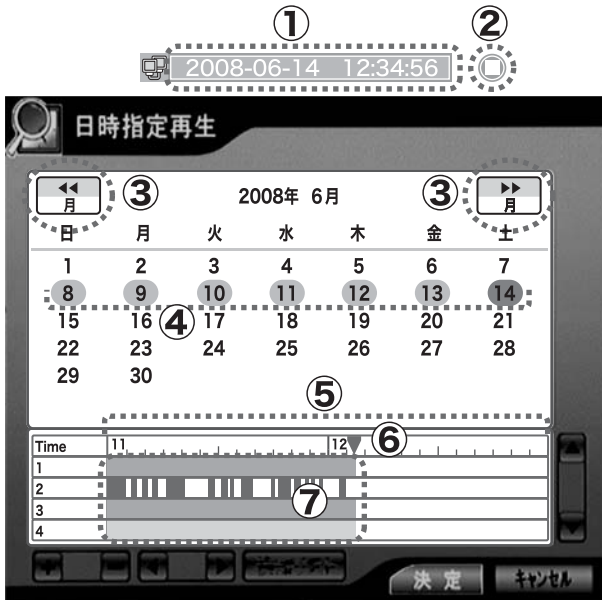 ① ②
2008-06-14 12:34:56
日時指定再生
◀◀ ③ 2008年 6月 ③ ▶▶
月 月
日 月 火 水 木 金 土
1 2 3 4 5 6 7
8 9 10 11 12 13 14
④
15 16 17 18 19 20 21
22 23 24 25 26 27 28
29 30
⑤
Time 11 12 ⑥
1
2 ⑦
3
4
決定 キャンセル